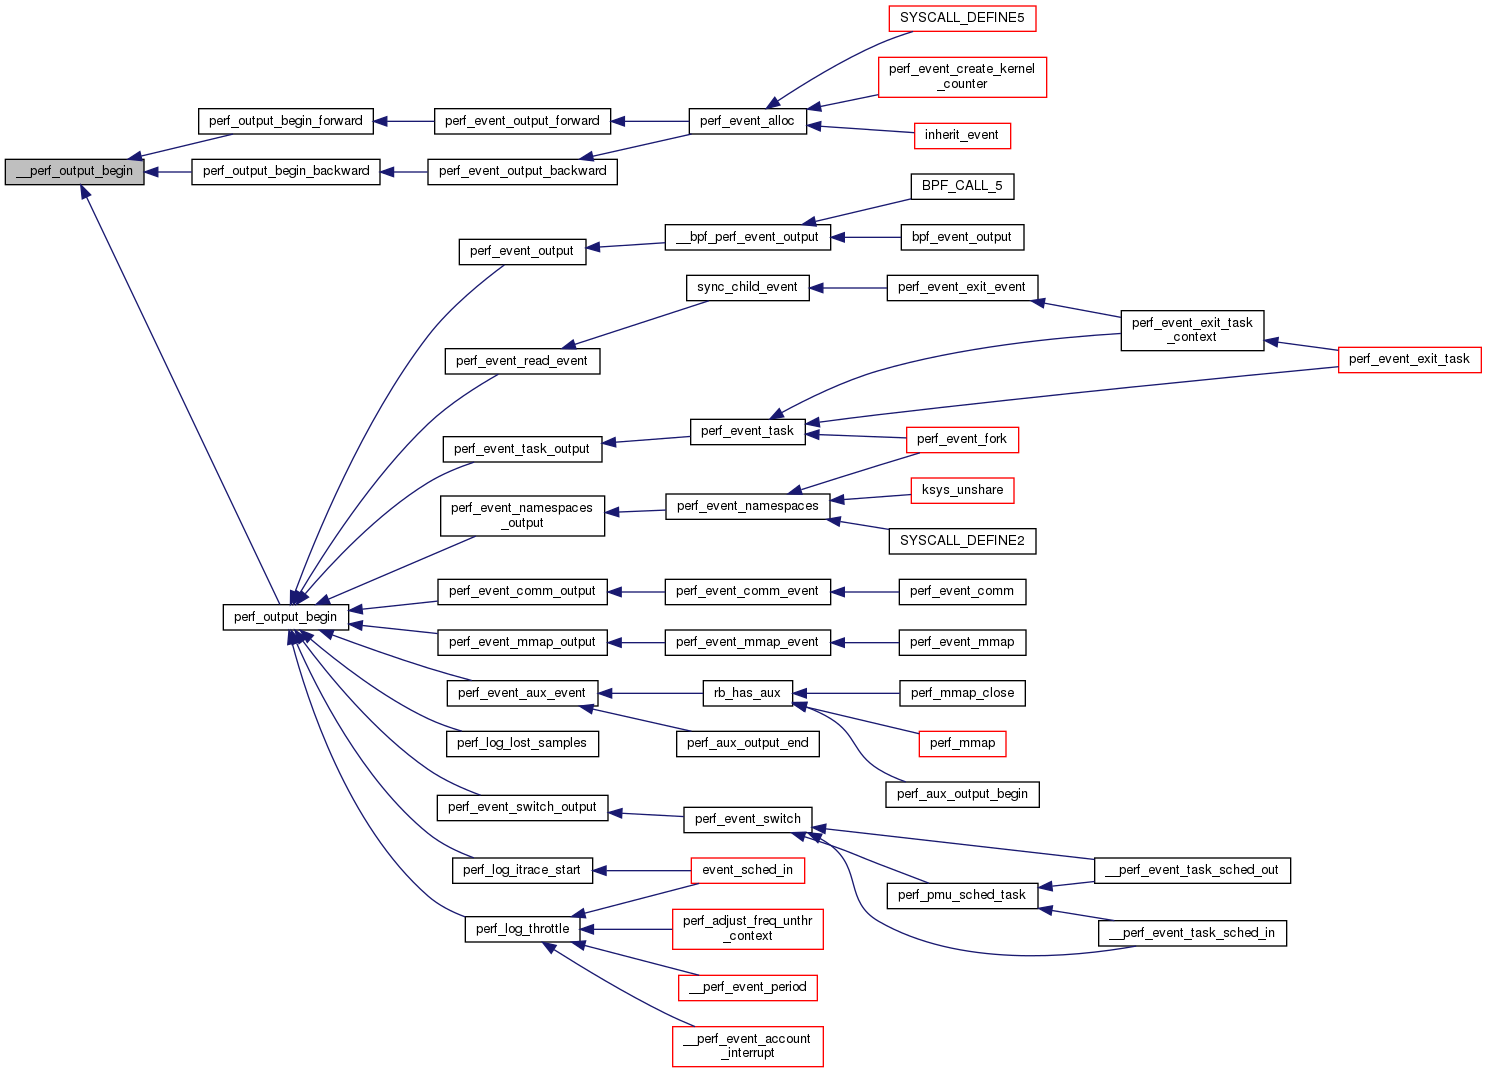 SYSCALL_DEFINE5
perf_event_create_kernel
_counter
perf_output_begin_forward
perf_event_output_forward
perf_event_alloc
inherit_event
__perf_output_begin
perf_output_begin_backward
perf_event_output_backward
BPF_CALL_5
perf_event_output
__bpf_perf_event_output
bpf_event_output
sync_child_event
perf_event_exit_event
perf_event_exit_task
_context
perf_event_read_event
perf_event_exit_task
perf_event_task
perf_event_fork
perf_event_task_output
ksys_unshare
perf_event_namespaces
_output
perf_event_namespaces
SYSCALL_DEFINE2
perf_event_comm_output
perf_event_comm_event
perf_event_comm
perf_output_begin
perf_event_mmap_output
perf_event_mmap_event
perf_event_mmap
perf_event_aux_event
rb_has_aux
perf_mmap_close
perf_log_lost_samples
perf_aux_output_end
perf_mmap
perf_aux_output_begin
perf_event_switch_output
perf_event_switch
perf_log_itrace_start
event_sched_in
__perf_event_task_sched_out
perf_pmu_sched_task
perf_log_throttle
perf_adjust_freq_unthr
_context
__perf_event_task_sched_in
__perf_event_period
__perf_event_account
_interrupt